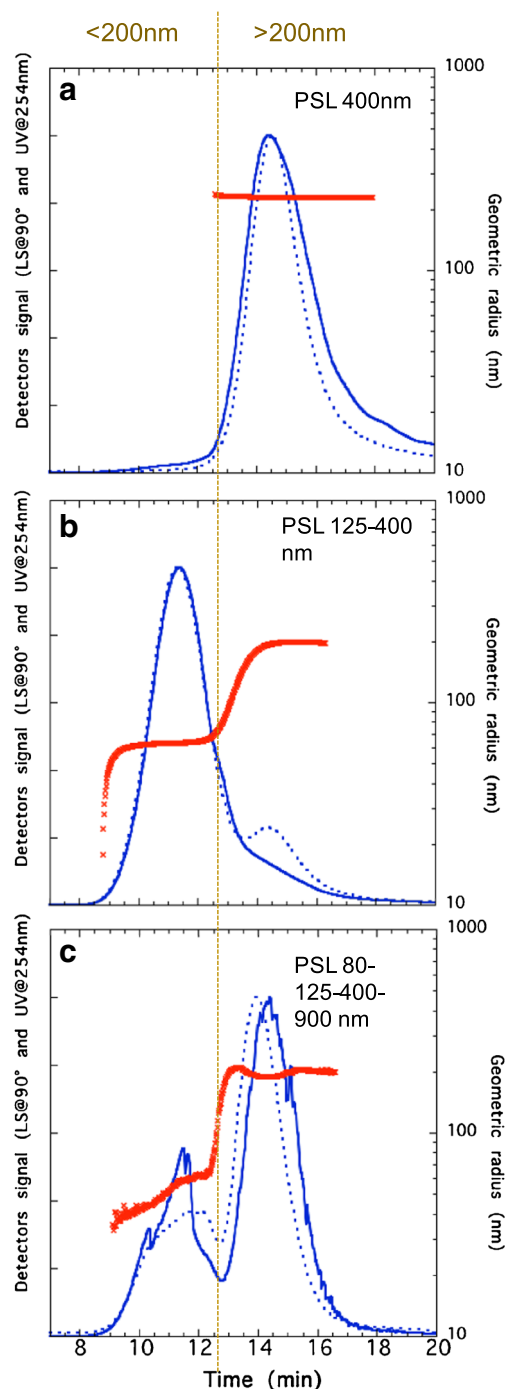 <200nm >200nm
a
PSL 400nm
Detectors signal (LS@90° and UV@254nm)
Geometric radius (nm)
1000
100
10
b
PSL 125-400
nm
Detectors signal (LS@90° and UV@254nm)
Geometric radius (nm)
1000
100
10
c
PSL 80-
125-400-
900 nm
Detectors signal (LS@90° and UV@254nm)
Geometric radius (nm)
1000
100
10
10 12 14 16 18 20
Time (min)